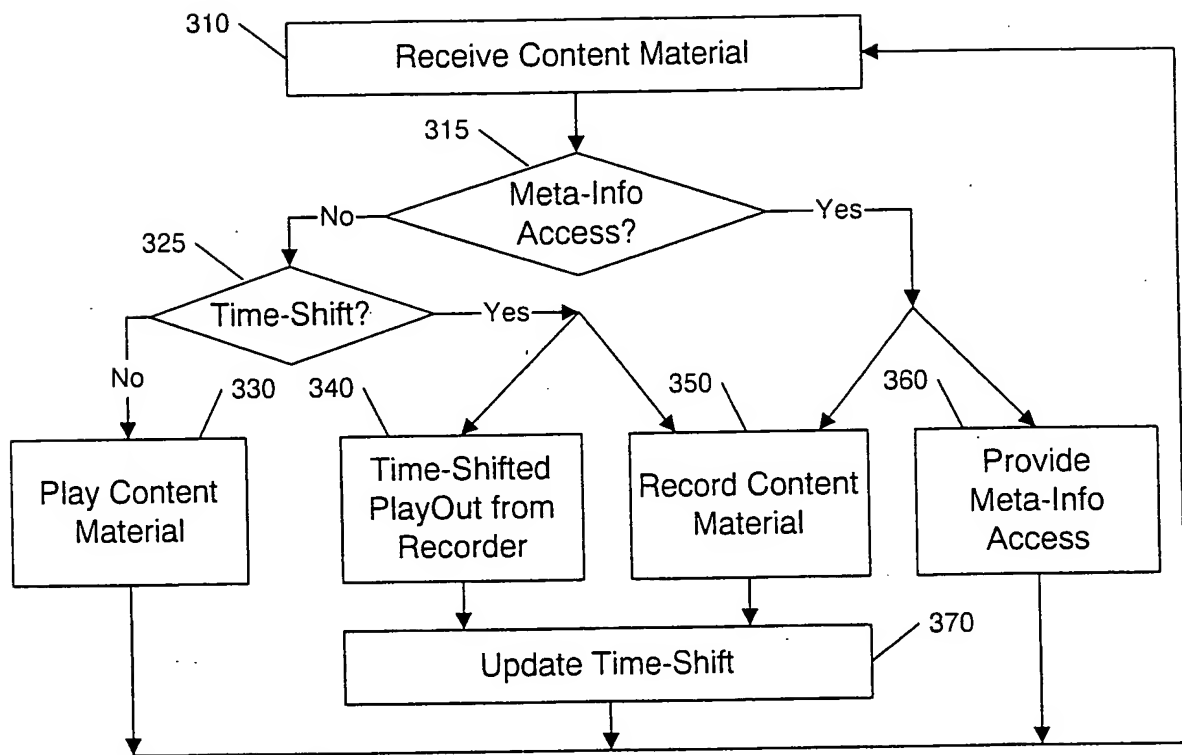 310
Receive Content Material
315
Meta-Info
Access?
No
Yes
325
Time-Shift?
Yes
No
330
340
350
360
Play Content
Material
Time-Shifted
PlayOut from
Recorder
Record Content
Material
Provide
Meta-Info
Access
370
Update Time-Shift